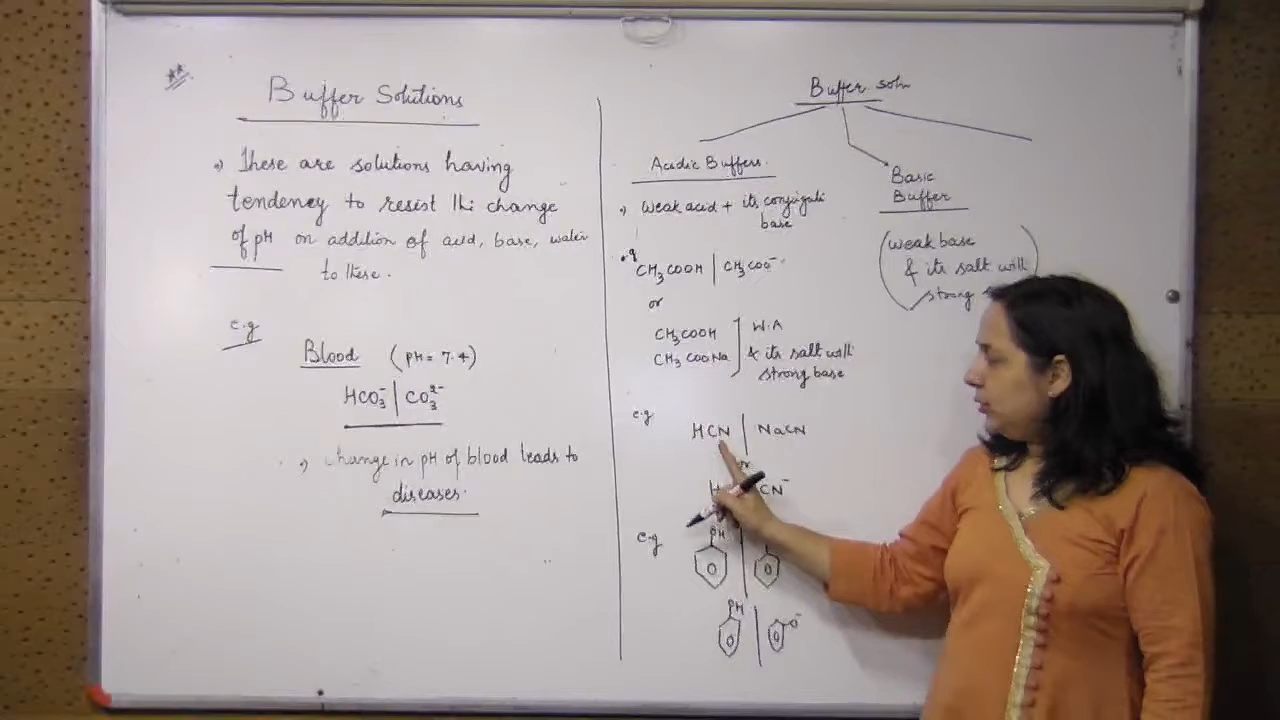 Buffer Solutions
These are solutions having
tendency to resist the change
of pH on addition of acid, base, water
to these.
e.g
Blood (pH = 7.4)
HCO₃⁻ | CO₃²⁻
change in pH of blood leads to
diseases.
Buffer soln
Acidic Buffers.
weak acid + its conjugate
base
e.g
CH₃COOH | CH₃COO⁻
or
CH₃COOH
CH₃COONa
W.A
& its salt with
strong base
e.g
HCN | NaCN
CN⁻
e.g
OH
OH
O⁻
Basic
Buffer
(weak base
& its salt with
strong